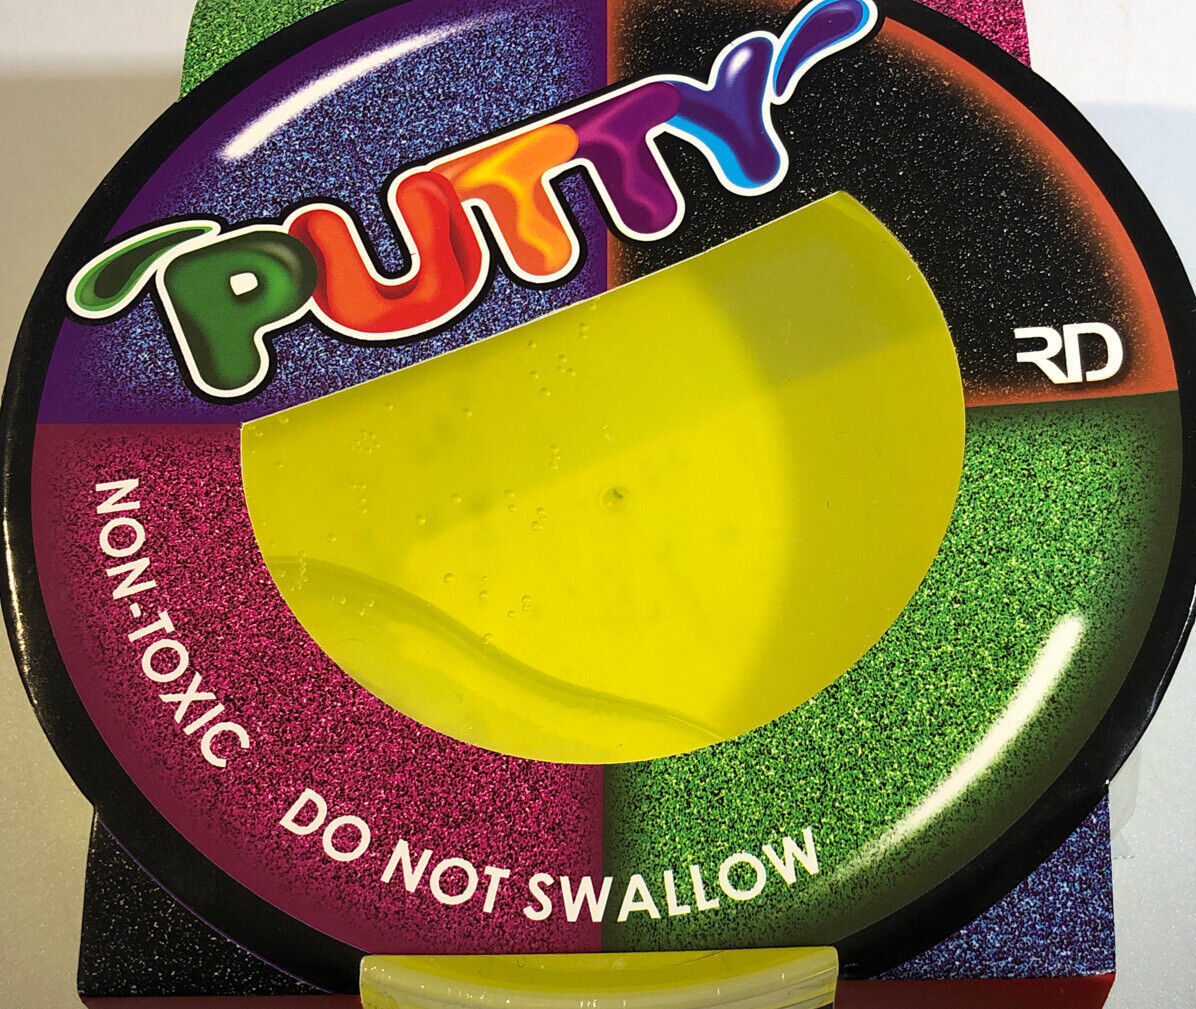 PUTTY
RD
NON-TOXIC
DO NOT SWALLOW